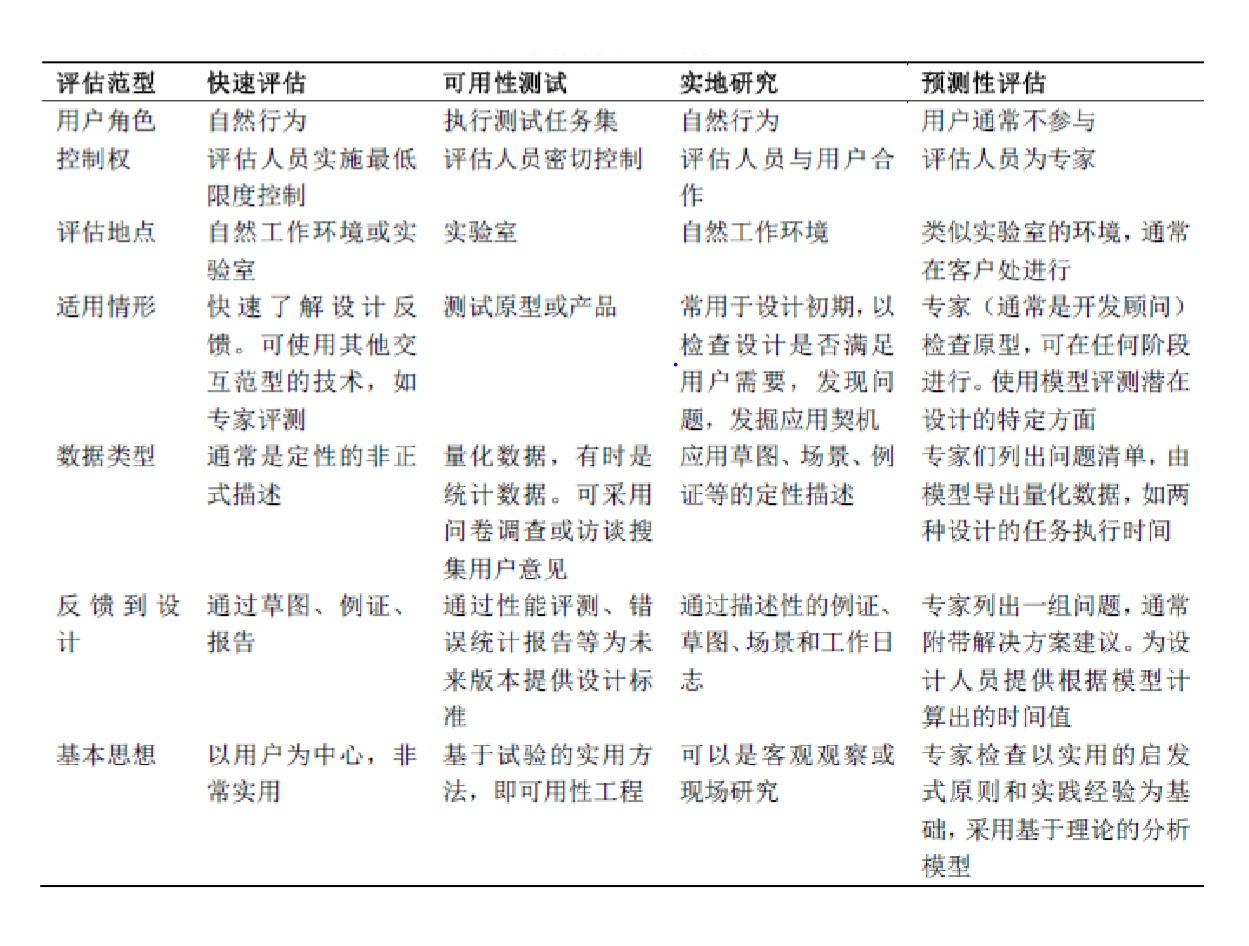 评估范型 快速评估 可用性测试 实地研究 预测性评估
用户角色 自然行为 执行测试任务集 自然行为 用户通常不参与
控制权 评估人员实施最低 评估人员密切控制 评估人员与用户合 评估人员为专家
限度控制 作
评估地点 自然工作环境或实 实验室 自然工作环境 类似实验室的环境，通常
验室 在客户处进行
适用情形 快速了解设计反 测试原型或产品 常用于设计初期，以 专家（通常是开发顾问）
馈。可使用其他交 检查设计是否满足 检查原型，可在任何阶段
互范型的技术，如 用户需要，发现问 进行。使用模型评测潜在
专家评测 题，发掘应用契机 设计的特定方面
数据类型 通常是定性的非正 量化数据，有时是 应用草图、场景、例 专家们列出问题清单，由
式描述 统计数据。可采用 证等的定性描述 模型导出量化数据，如两
问卷调查或访谈搜 种设计的任务执行时间
集用户意见
反馈到设 通过草图、例证、 通过性能评测、错 通过描述性的例证、 专家列出一组问题，通常
计 报告 误统计报告等为未 草图、场景和工作日 附带解决方案建议。为设
来版本提供设计标 志 计人员提供根据模型计
准 算出的时间值
基本思想 以用户为中心，非 基于试验的实用方 可以是客观观察或 专家检查以实用的启发
常实用 法，即可用性工程 现场研究 式原则和实践经验为基
础，采用基于理论的分析
模型